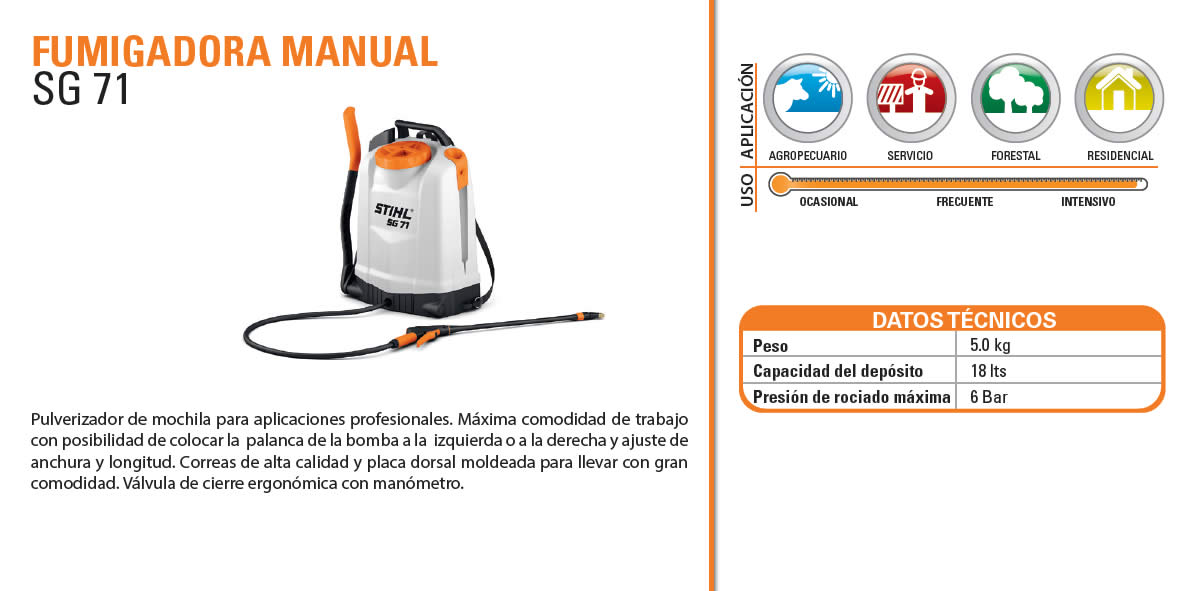 FUMIGADORA MANUAL
SG 71
STIHL®
SG 71
Pulverizador de mochila para aplicaciones profesionales. Máxima comodidad de trabajo
con posibilidad de colocar la palanca de la bomba a la izquierda o a la derecha y ajuste de
anchura y longitud. Correas de alta calidad y placa dorsal moldeada para llevar con gran
comodidad. Válvula de cierre ergonómica con manómetro.
APLICACIÓN
AGROPECUARIO SERVICIO FORESTAL RESIDENCIAL
USO
OCASIONAL FRECUENTE INTENSIVO
DATOS TÉCNICOS
Peso 5.0 kg
Capacidad del depósito 18 lts
Presión de rociado máxima 6 Bar